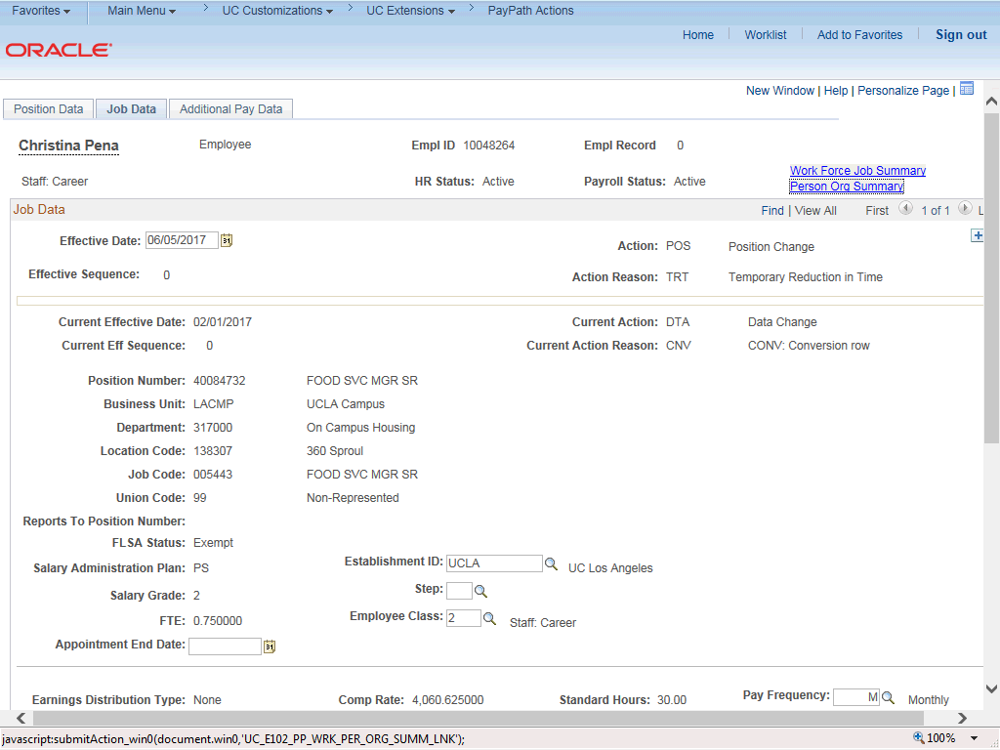 Favorites Main Menu > UC Customizations > UC Extensions > PayPath Actions
Home Worklist Add to Favorites Sign out
ORACLE
New Window | Help | Personalize Page |
Position Data Job Data Additional Pay Data
Christina Pena Employee Empl ID 10048264 Empl Record 0
Work Force Job Summary
Staff: Career HR Status: Active Payroll Status: Active
Person Org Summary
Job Data Find | View All First 1 of 1 L
Effective Date: 06/05/2017 31 Action: POS Position Change
Effective Sequence: 0 Action Reason: TRT Temporary Reduction in Time
Current Effective Date: 02/01/2017 Current Action: DTA Data Change
Current Eff Sequence: 0 Current Action Reason: CNV CONV: Conversion row
Position Number: 40084732 FOOD SVC MGR SR
Business Unit: LACMP UCLA Campus
Department: 317000 On Campus Housing
Location Code: 138307 360 Sproul
Job Code: 005443 FOOD SVC MGR SR
Union Code: 99 Non-Represented
Reports To Position Number:
FLSA Status: Exempt
Salary Administration Plan: PS Establishment ID: UCLA UC Los Angeles
Salary Grade: 2 Step:
FTE: 0.750000 Employee Class: 2 Staff: Career
Appointment End Date: 31
Earnings Distribution Type: None Comp Rate: 4,060.625000 Standard Hours: 30.00 Pay Frequency: M Monthly
javascript:submitAction_win0(document.win0,'UC_E102_PP_WRK_PER_ORG_SUMM_LNK'); 100%